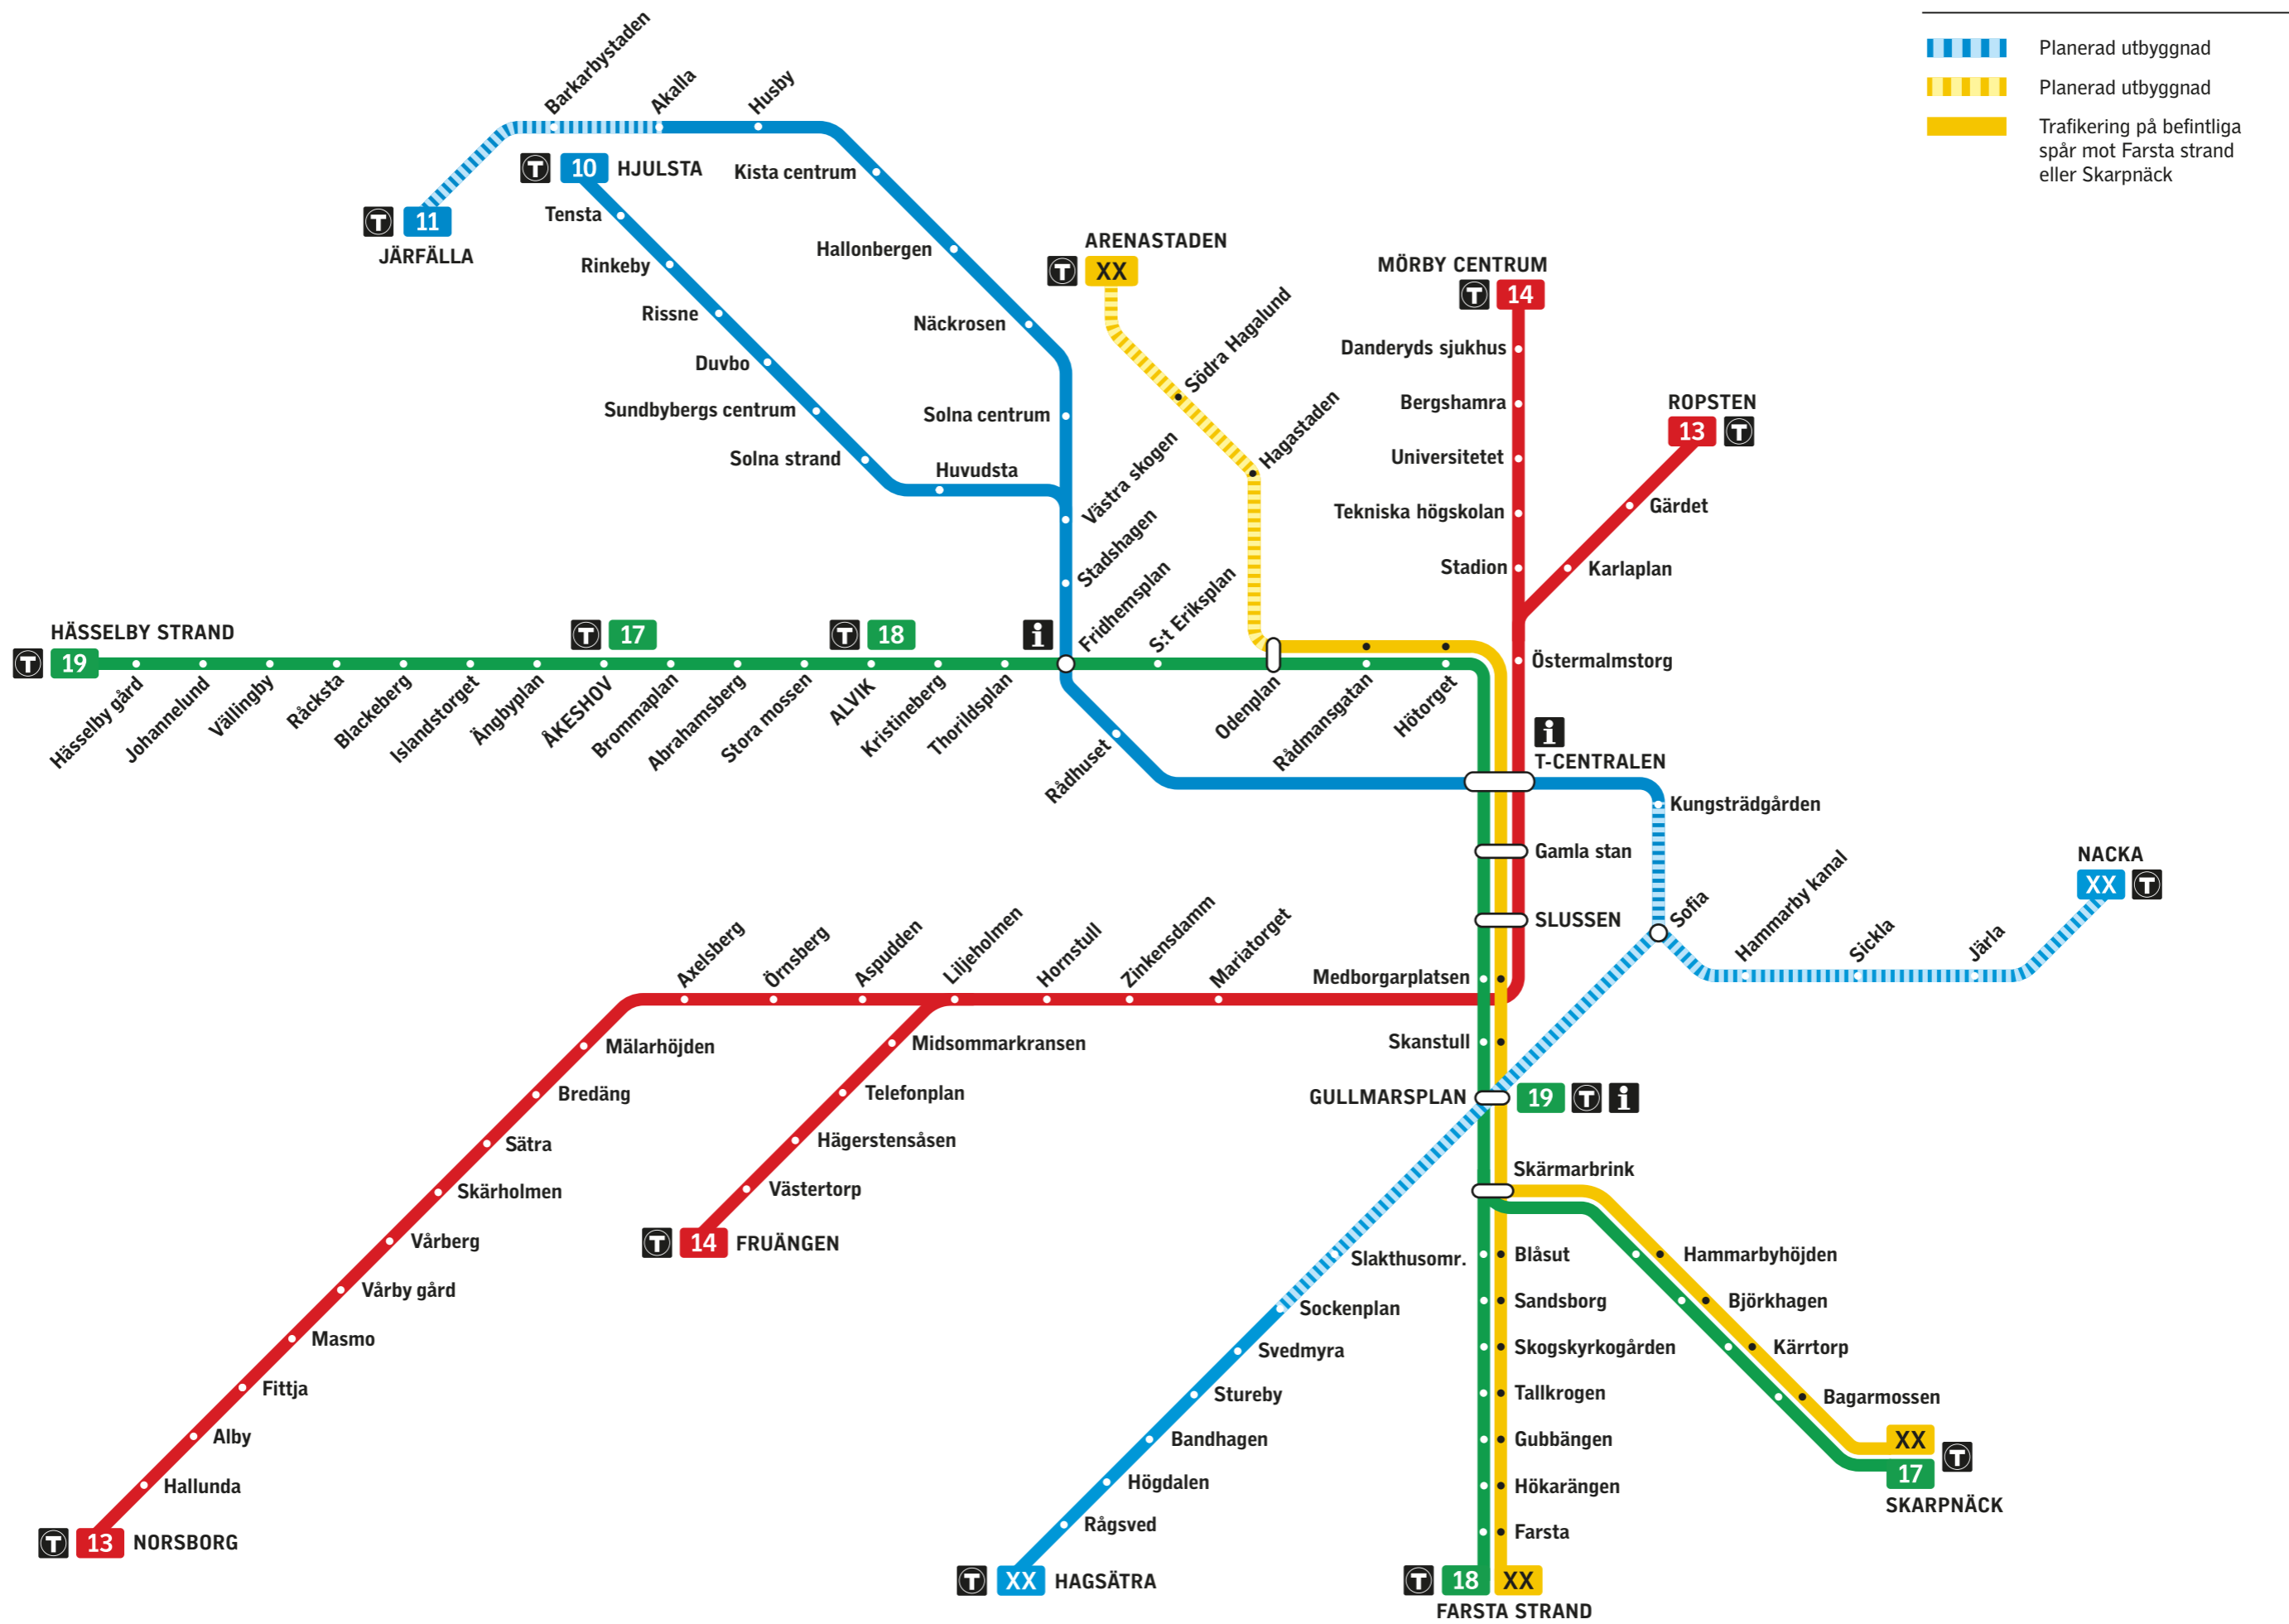 Planerad utbyggnad
Planerad utbyggnad
Trafikering på befintliga
spår mot Farsta strand
eller Skarpnäck
Barkarbystaden
Akalla
Husby
T 10 HJULSTA
T 11
JÄRFÄLLA
Kista centrum
Tensta
Rinkeby
Rissne
Duvbo
Sundbybergs centrum
Solna strand
Huvudsta
Hallonbergen
Näckrosen
Solna centrum
Västra skogen
Stadshagen
Fridhemsplan
S:t Eriksplan
ARENASTADEN
T XX
Södra Hagalund
Hagastaden
MÖRBY CENTRUM
T 14
Danderyds sjukhus
Bergshamra
Universitetet
Tekniska högskolan
Stadion
ROPSTEN
13 T
Gärdet
Karlaplan
Östermalmstorg
HÄSSELBY STRAND
T 19
T 17
T 18
i
Hässelby gård
Johannelund
Vällingby
Råcksta
Blackeberg
Islandstorget
Ängbyplan
ÅKESHOV
Brommaplan
Abrahamsberg
Stora mossen
ALVIK
Kristineberg
Thorildsplan
Rådhuset
Odenplan
Rådmansgatan
Hötorget
i
T-CENTRALEN
Kungsträdgården
Gamla stan
SLUSSEN
Sofia
Hammarby kanal
Sickla
Järla
NACKA
XX T
Axelsberg
Örnsberg
Aspudden
Liljeholmen
Hornstull
Zinkensdamm
Mariatorget
Medborgarplatsen
Skanstull
GULLMARSPLAN 19 T i
Skärmarbrink
Mälarhöjden
Bredäng
Sätra
Skärholmen
Vårberg
Vårby gård
Masmo
Fittja
Alby
Hallunda
T 13 NORSBORG
Midsommarkransen
Telefonplan
Hägerstensåsen
Västertorp
T 14 FRUÄNGEN
Slakthusomr.
Sockenplan
Svedmyra
Stureby
Bandhagen
Högdalen
Rågsved
T XX HAGSÄTRA
Blåsut
Sandsborg
Skogskyrkogården
Tallkrogen
Gubbängen
Hökarängen
Farsta
T 18 XX
FARSTA STRAND
Hammarbyhöjden
Björkhagen
Kärrtorp
Bagarmossen
XX T
17
SKARPNÄCK